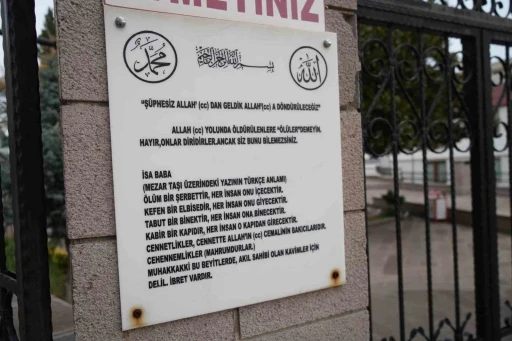 METİNİZ
محمد
بسم الله الرحمن الرحيم
الله
"ŞÜPHESİZ ALLAH' (cc) DAN GELDİK ALLAH'(cc) A DÖNDÜRÜLECEĞİZ"
ALLAH (cc) YOLUNDA ÖLDÜRÜLENLERE "ÖLÜLER"DEMEYİN.
HAYIR,ONLAR DİRİDİRLER.ANCAK SİZ BUNU BİLEMEZSİNİZ.
İSA BABA
(MEZAR TAŞI ÜZERİNDEKİ YAZININ TÜRKÇE ANLAMI)
ÖLÜM BİR ŞERBETTİR, HER İNSAN ONU İÇECEKTİR.
KEFEN BİR ELBİSEDİR, HER İNSAN ONU GİYECEKTİR.
TABUT BİR BİNEKTİR, HER İNSAN ONA BİNECEKTİR.
KABİR BİR KAPIDIR, HER İNSAN O KAPIDAN GİRECEKTİR.
CENNETLİKLER, CENNETTE ALLAH'IN (cc) CEMALİNİN BAKICILARIDIR.
CEHENNEMLİKLER (MAHRUNDURLAR.)
MUHAKKAKKİ BU BEYİTLERDE, AKIL SAHİBİ OLAN KAVİMLER İÇİN
DELİL. İBRET VARDIR.